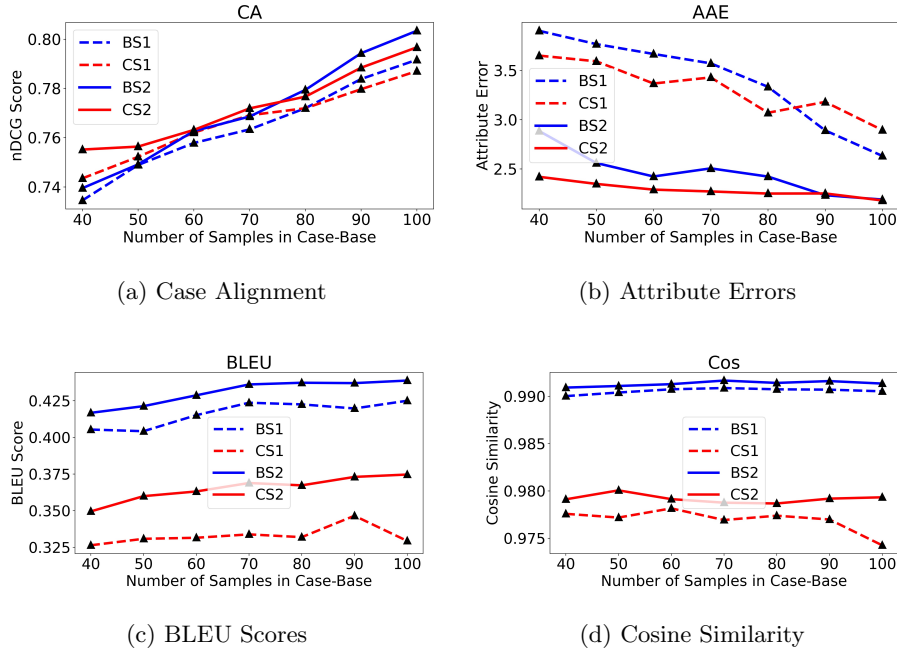 CA
nDCG Score
0.80
0.78
0.76
0.74
BS1
CS1
BS2
CS2
40 50 60 70 80 90 100
Number of Samples in Case-Base
(a) Case Alignment
AAE
Attribute Error
3.5
3.0
2.5
BS1
CS1
BS2
CS2
40 50 60 70 80 90 100
Number of Samples in Case-Base
(b) Attribute Errors
BLEU
BLEU Score
0.425
0.400
0.375
0.350
0.325
BS1
CS1
BS2
CS2
40 50 60 70 80 90 100
Number of Samples in Case-Base
(c) BLEU Scores
Cos
Cosine Similarity
0.990
0.985
0.980
0.975
BS1
CS1
BS2
CS2
40 50 60 70 80 90 100
Number of Samples in Case-Base
(d) Cosine Similarity